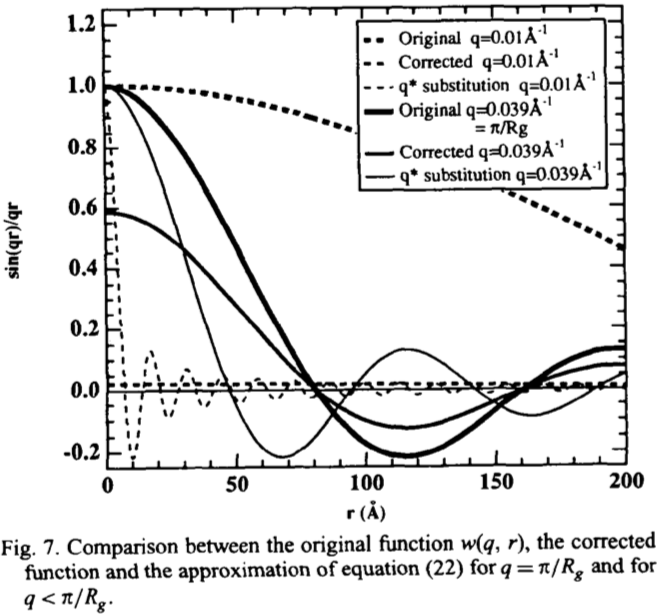 1.2
1.0
0.8
0.6
0.4
0.2
0.0
-0.2
sin(qr)/qr
Original q=0.01Å⁻¹
Corrected q=0.01Å⁻¹
q* substitution q=0.01Å⁻¹
Original q=0.039Å⁻¹
= π/Rg
Corrected q=0.039Å⁻¹
q* substitution q=0.039Å⁻¹
0 50 100 150 200
r (Å)
Fig. 7. Comparison between the original function w(q, r), the corrected
function and the approximation of equation (22) for q = π/Rg and for
q < π/Rg.